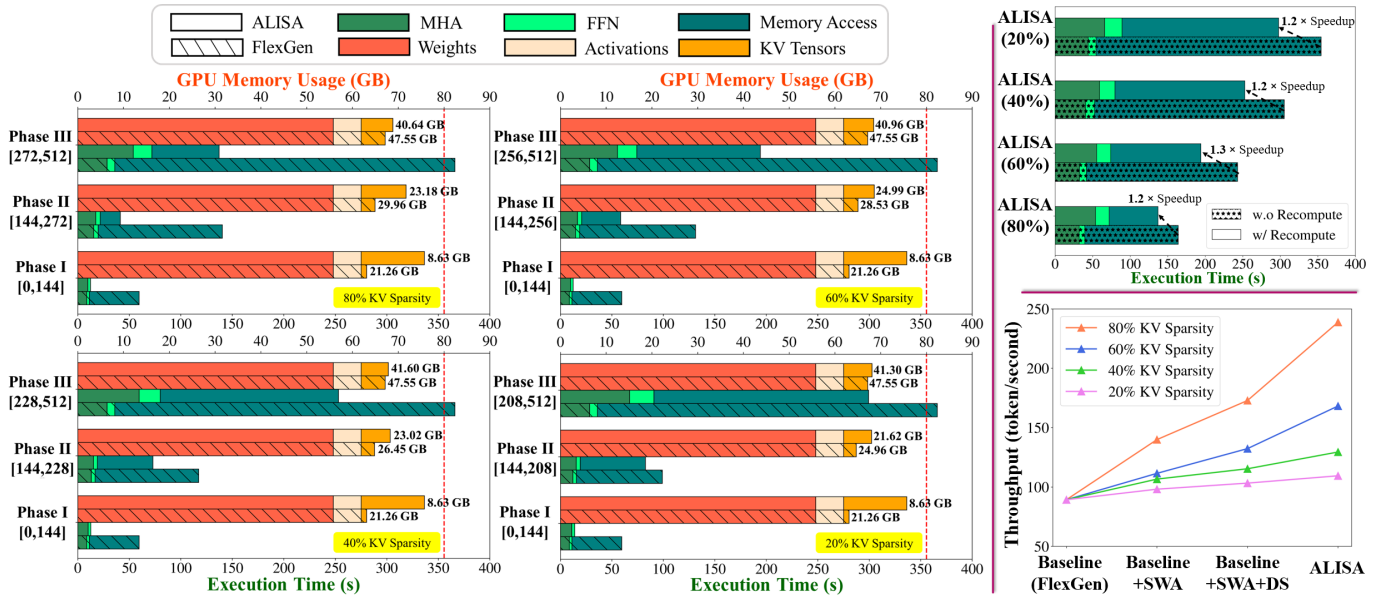 ALISA
MHA
FFN
Memory Access
FlexGen
Weights
Activations
KV Tensors
GPU Memory Usage (GB)
0 10 20 30 40 50 60 70 80 90
Phase III
[272,512]
40.64 GB
47.55 GB
Phase II
[144,272]
23.18 GB
29.96 GB
Phase I
[0,144]
8.63 GB
21.26 GB
80% KV Sparsity
0 50 100 150 200 250 300 350 400
GPU Memory Usage (GB)
0 10 20 30 40 50 60 70 80 90
Phase III
[256,512]
40.96 GB
47.55 GB
Phase II
[144,256]
24.99 GB
28.53 GB
Phase I
[0,144]
8.63 GB
21.26 GB
60% KV Sparsity
0 50 100 150 200 250 300 350 400
0 10 20 30 40 50 60 70 80 90
Phase III
[228,512]
41.60 GB
47.55 GB
Phase II
[144,228]
23.02 GB
26.45 GB
Phase I
[0,144]
8.63 GB
21.26 GB
40% KV Sparsity
0 50 100 150 200 250 300 350 400
Execution Time (s)
0 10 20 30 40 50 60 70 80 90
Phase III
[208,512]
41.30 GB
47.55 GB
Phase II
[144,208]
21.62 GB
24.96 GB
Phase I
[0,144]
8.63 GB
21.26 GB
20% KV Sparsity
0 50 100 150 200 250 300 350 400
Execution Time (s)
ALISA
(20%)
1.2 × Speedup
ALISA
(40%)
1.2 × Speedup
ALISA
(60%)
1.3 × Speedup
ALISA
(80%)
1.2 × Speedup
w.o Recompute
w/ Recompute
0 50 100 150 200 250 300 350 400
Execution Time (s)
Throughput (token/second)
250
200
150
100
50
80% KV Sparsity
60% KV Sparsity
40% KV Sparsity
20% KV Sparsity
Baseline
(FlexGen)
Baseline
+SWA
Baseline
+SWA+DS
ALISA